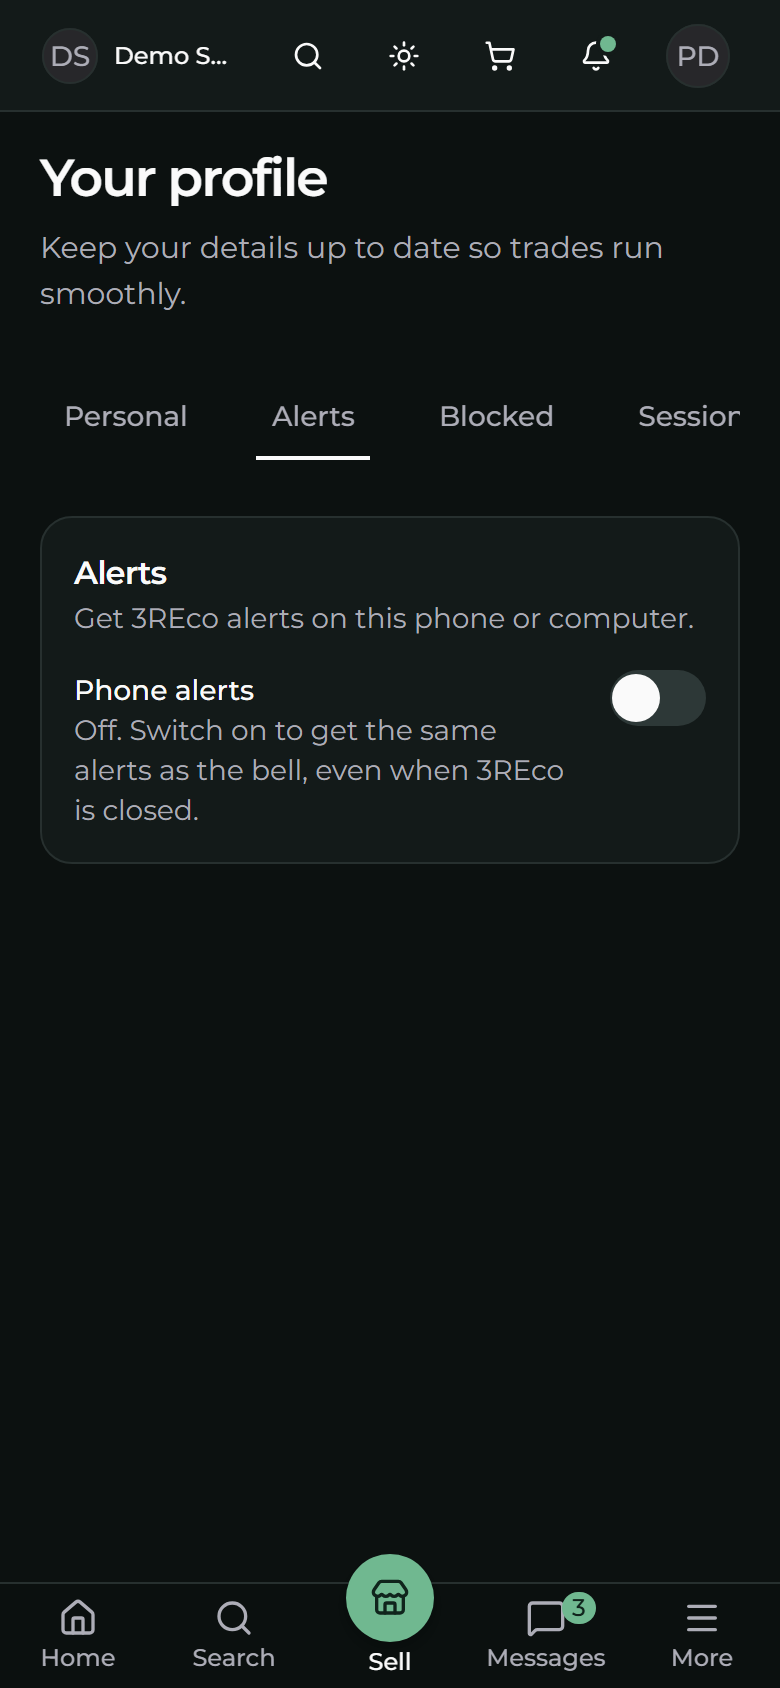 DS Demo S... PD
Your profile
Keep your details up to date so trades run
smoothly.
Personal Alerts Blocked Session
Alerts
Get 3REco alerts on this phone or computer.
Phone alerts
Off. Switch on to get the same
alerts as the bell, even when 3REco
is closed.
3
Home Search Sell Messages More